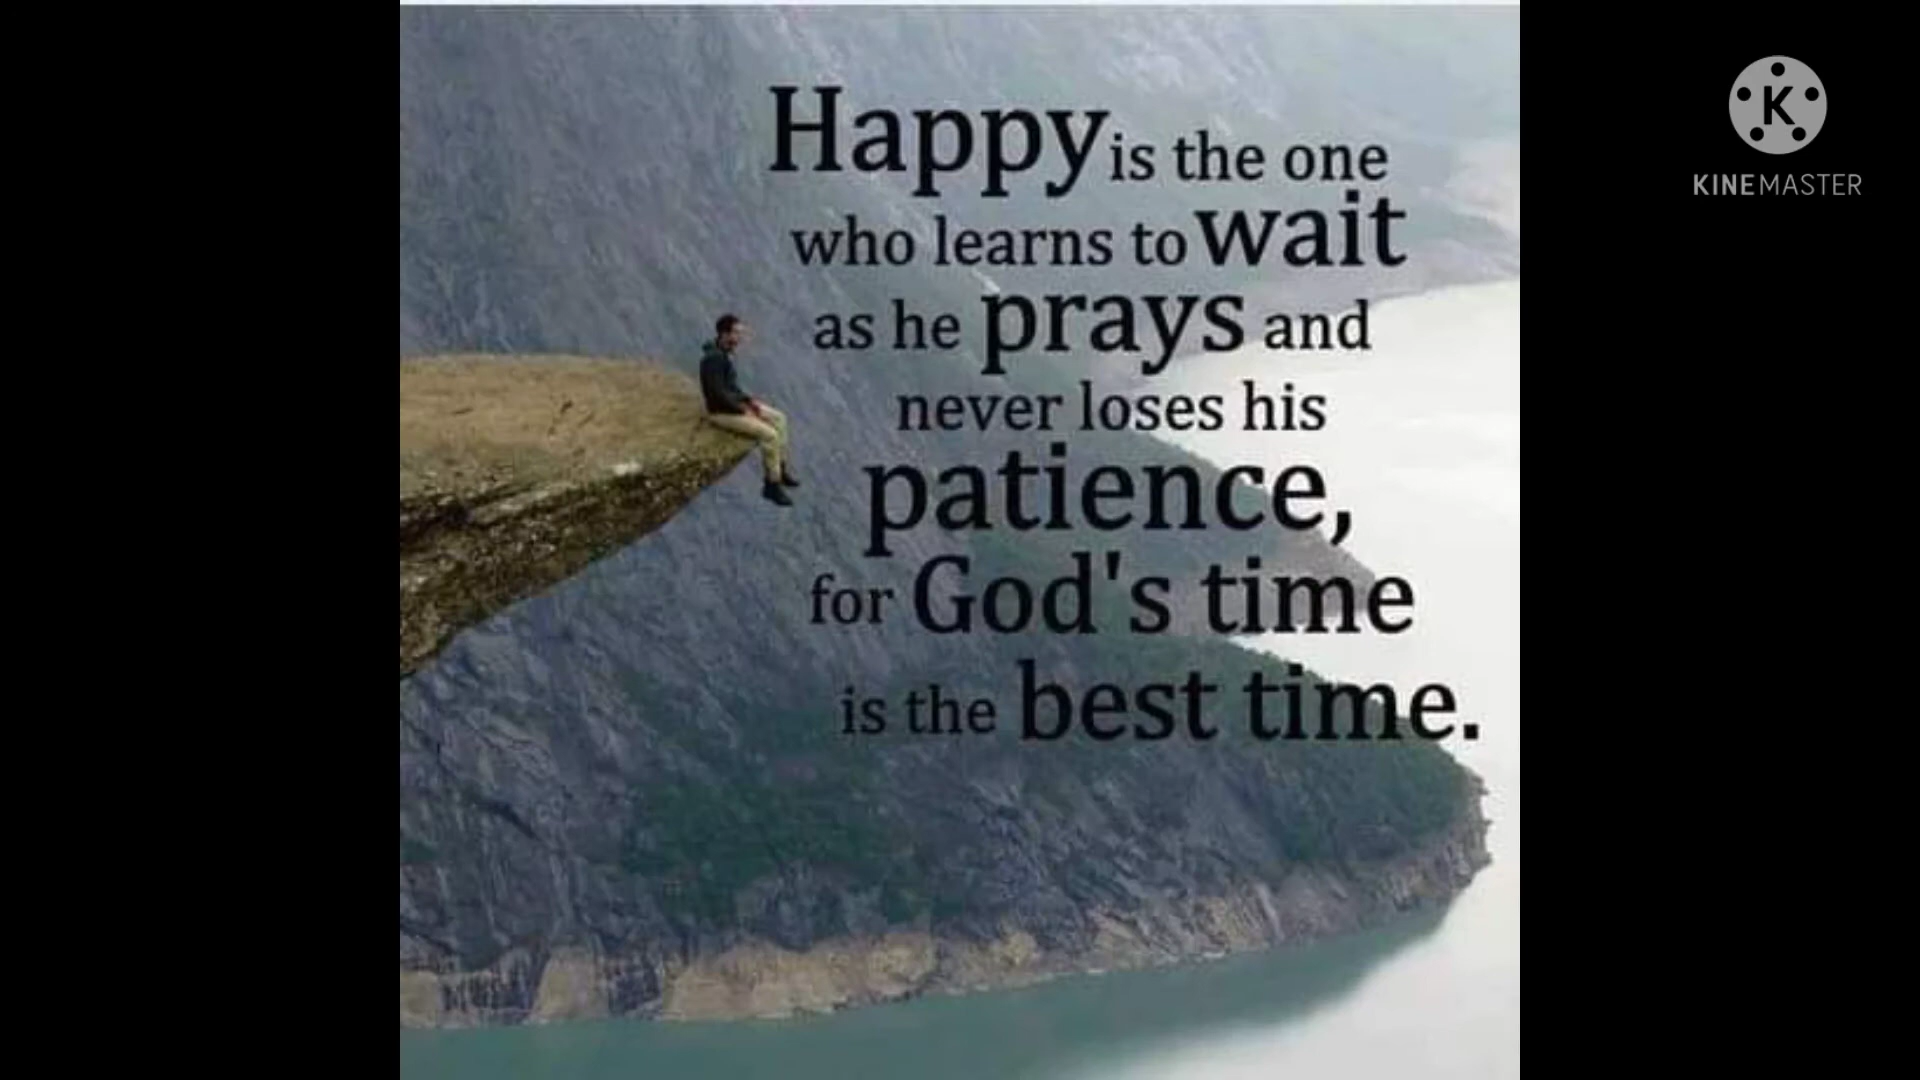 Happy is the one
who learns to wait
as he prays and
never loses his
patience,
for God's time
is the best time.
K
KINEMASTER